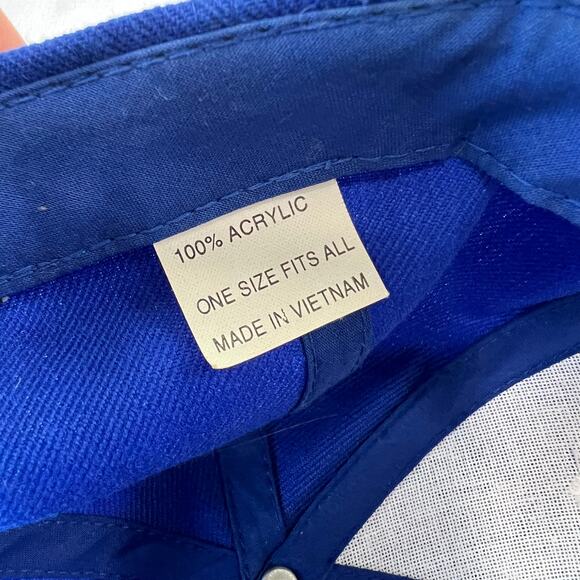 100% ACRYLIC
ONE SIZE FITS ALL
MADE IN VIETNAM